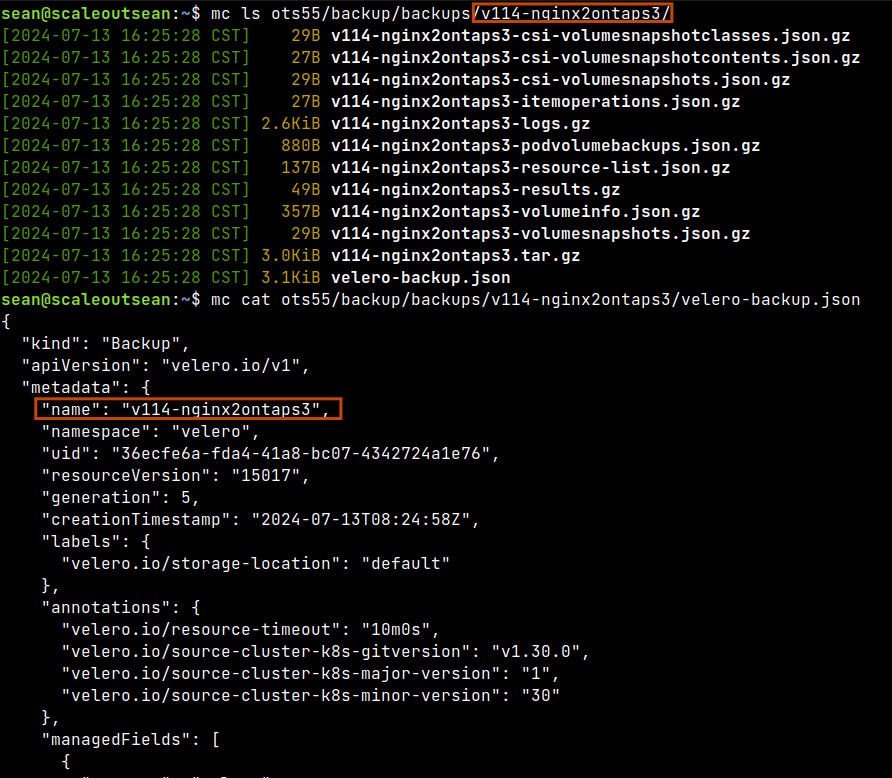 sean@scaleoutsean:~$ mc ls ots55/backup/backups/v114-nginx2ontaps3/
[2024-07-13 16:25:28 CST]    29B v114-nginx2ontaps3-csi-volumesnapshotclasses.json.gz
[2024-07-13 16:25:28 CST]    27B v114-nginx2ontaps3-csi-volumesnapshotcontents.json.gz
[2024-07-13 16:25:28 CST]    29B v114-nginx2ontaps3-csi-volumesnapshots.json.gz
[2024-07-13 16:25:28 CST]    27B v114-nginx2ontaps3-itemoperations.json.gz
[2024-07-13 16:25:28 CST] 2.6KiB v114-nginx2ontaps3-logs.gz
[2024-07-13 16:25:28 CST]   880B v114-nginx2ontaps3-podvolumebackups.json.gz
[2024-07-13 16:25:28 CST]   137B v114-nginx2ontaps3-resource-list.json.gz
[2024-07-13 16:25:28 CST]    49B v114-nginx2ontaps3-results.gz
[2024-07-13 16:25:28 CST]   357B v114-nginx2ontaps3-volumeinfo.json.gz
[2024-07-13 16:25:28 CST]    29B v114-nginx2ontaps3-volumesnapshots.json.gz
[2024-07-13 16:25:28 CST] 3.0KiB v114-nginx2ontaps3.tar.gz
[2024-07-13 16:25:28 CST] 3.1KiB velero-backup.json
sean@scaleoutsean:~$ mc cat ots55/backup/backups/v114-nginx2ontaps3/velero-backup.json
{
  "kind": "Backup",
  "apiVersion": "velero.io/v1",
  "metadata": {
    "name": "v114-nginx2ontaps3",
    "namespace": "velero",
    "uid": "36ecfe6a-fda4-41a8-bc07-4342724a1e76",
    "resourceVersion": "15017",
    "generation": 5,
    "creationTimestamp": "2024-07-13T08:24:58Z",
    "labels": {
      "velero.io/storage-location": "default"
    },
    "annotations": {
      "velero.io/resource-timeout": "10m0s",
      "velero.io/source-cluster-k8s-gitversion": "v1.30.0",
      "velero.io/source-cluster-k8s-major-version": "1",
      "velero.io/source-cluster-k8s-minor-version": "30"
    },
    "managedFields": [
      {